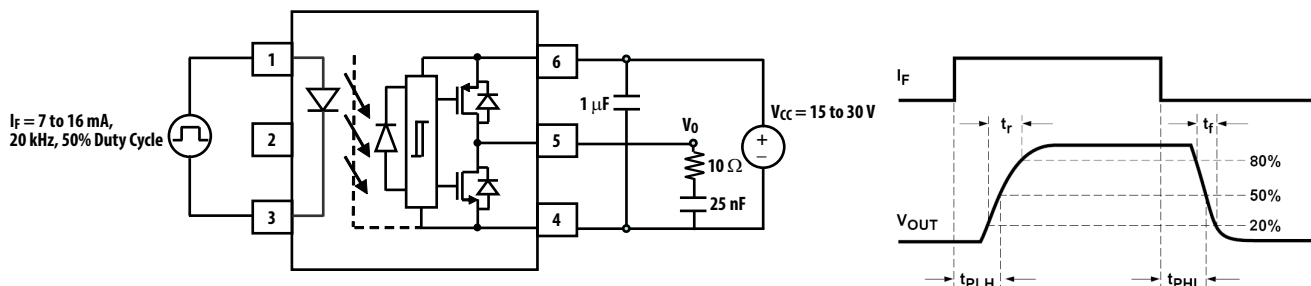 I_F = 7 to 16 mA,
20 kHz, 50% Duty Cycle
1
2
3
6
5
4
1 μF
V_O
10 Ω
25 nF
V_CC = 15 to 30 V
+
–
I_F
t_r
t_f
80%
50%
20%
V_OUT
t_PLH
t_PHL